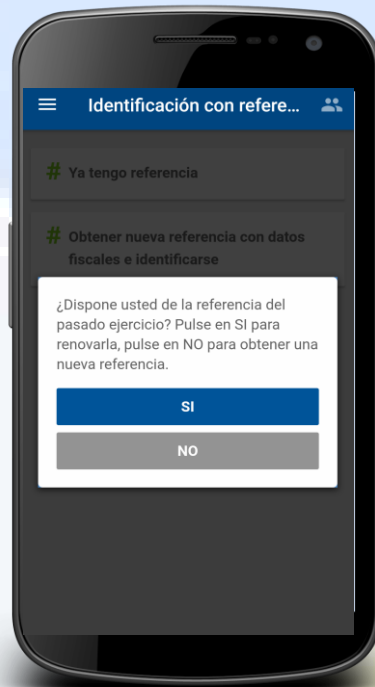 Identificación con refere...
# Ya tengo referencia
# Obtener nueva referencia con datos
fiscales e identificarse
¿Dispone usted de la referencia del
pasado ejercicio? Pulse en SI para
renovarla, pulse en NO para obtener una
nueva referencia.
SI
NO